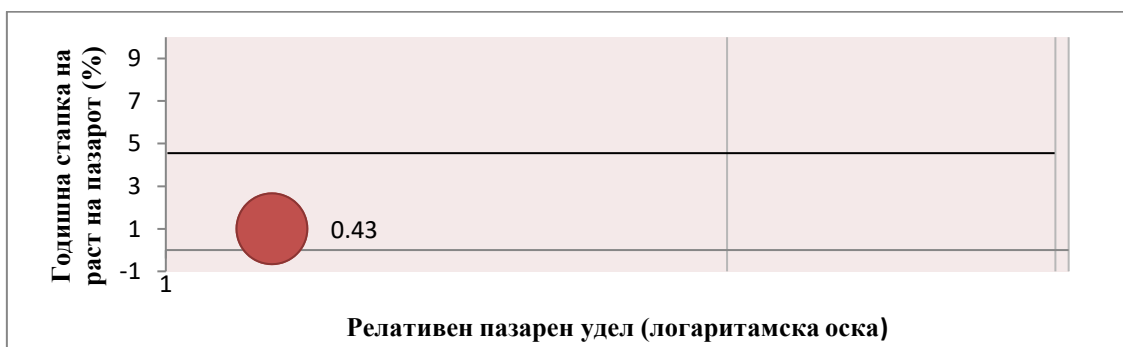 Годишна стапка на
раст на пазарот (%)
9
7
5
3
1
-1
0.43
1
Релативен пазарен удел (логаритамска оска)